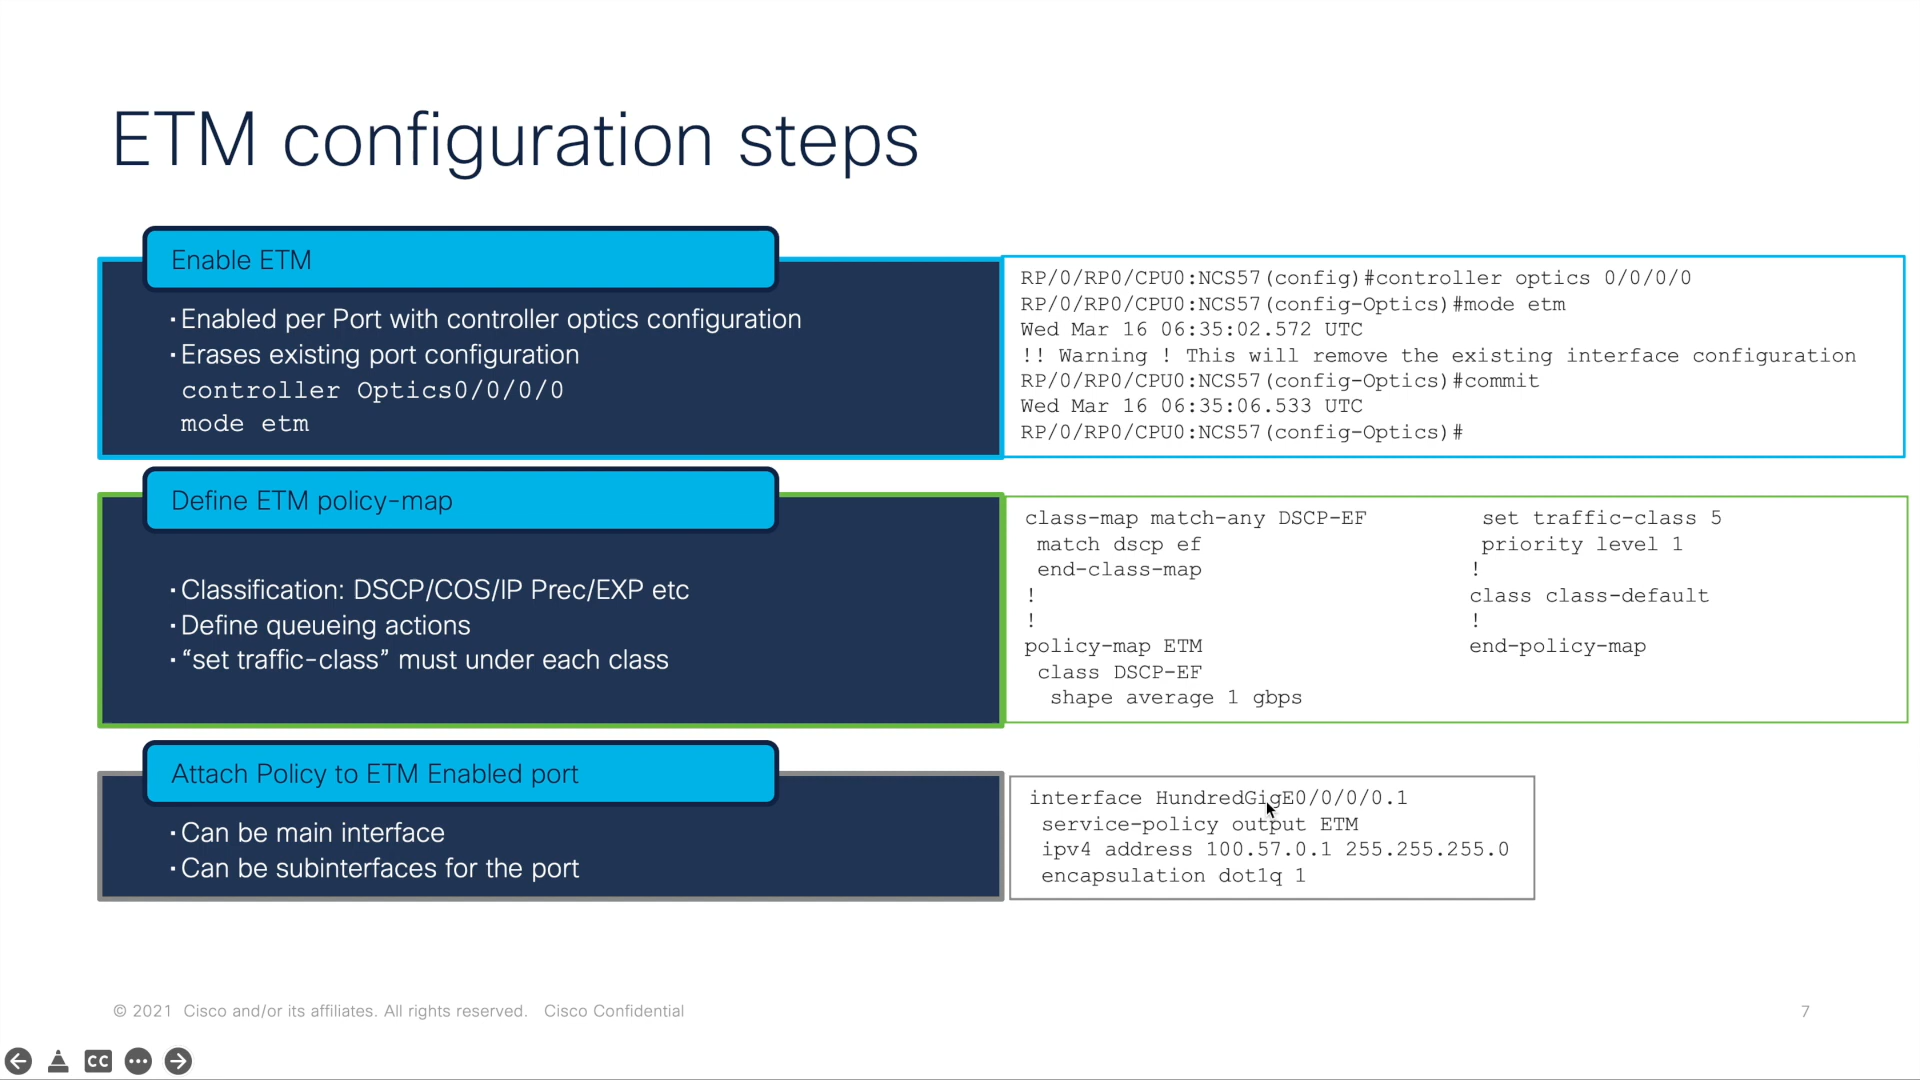 ETM configuration steps
Enable ETM
·Enabled per Port with controller optics configuration
·Erases existing port configuration
controller Optics0/0/0/0
mode etm
RP/0/RP0/CPU0:NCS57(config)#controller optics 0/0/0/0
RP/0/RP0/CPU0:NCS57(config-Optics)#mode etm
Wed Mar 16 06:35:02.572 UTC
!! Warning ! This will remove the existing interface configuration
RP/0/RP0/CPU0:NCS57(config-Optics)#commit
Wed Mar 16 06:35:06.533 UTC
RP/0/RP0/CPU0:NCS57(config-Optics)#
Define ETM policy-map
·Classification: DSCP/COS/IP Prec/EXP etc
·Define queueing actions
·“set traffic-class” must under each class
class-map match-any DSCP-EF
match dscp ef
end-class-map
!
!
policy-map ETM
class DSCP-EF
shape average 1 gbps
set traffic-class 5
priority level 1
!
class class-default
!
end-policy-map
Attach Policy to ETM Enabled port
·Can be main interface
·Can be subinterfaces for the port
interface HundredGigE0/0/0/0.1
service-policy output ETM
ipv4 address 100.57.0.1 255.255.255.0
encapsulation dot1q 1
© 2021 Cisco and/or its affiliates. All rights reserved. Cisco Confidential
7
CC